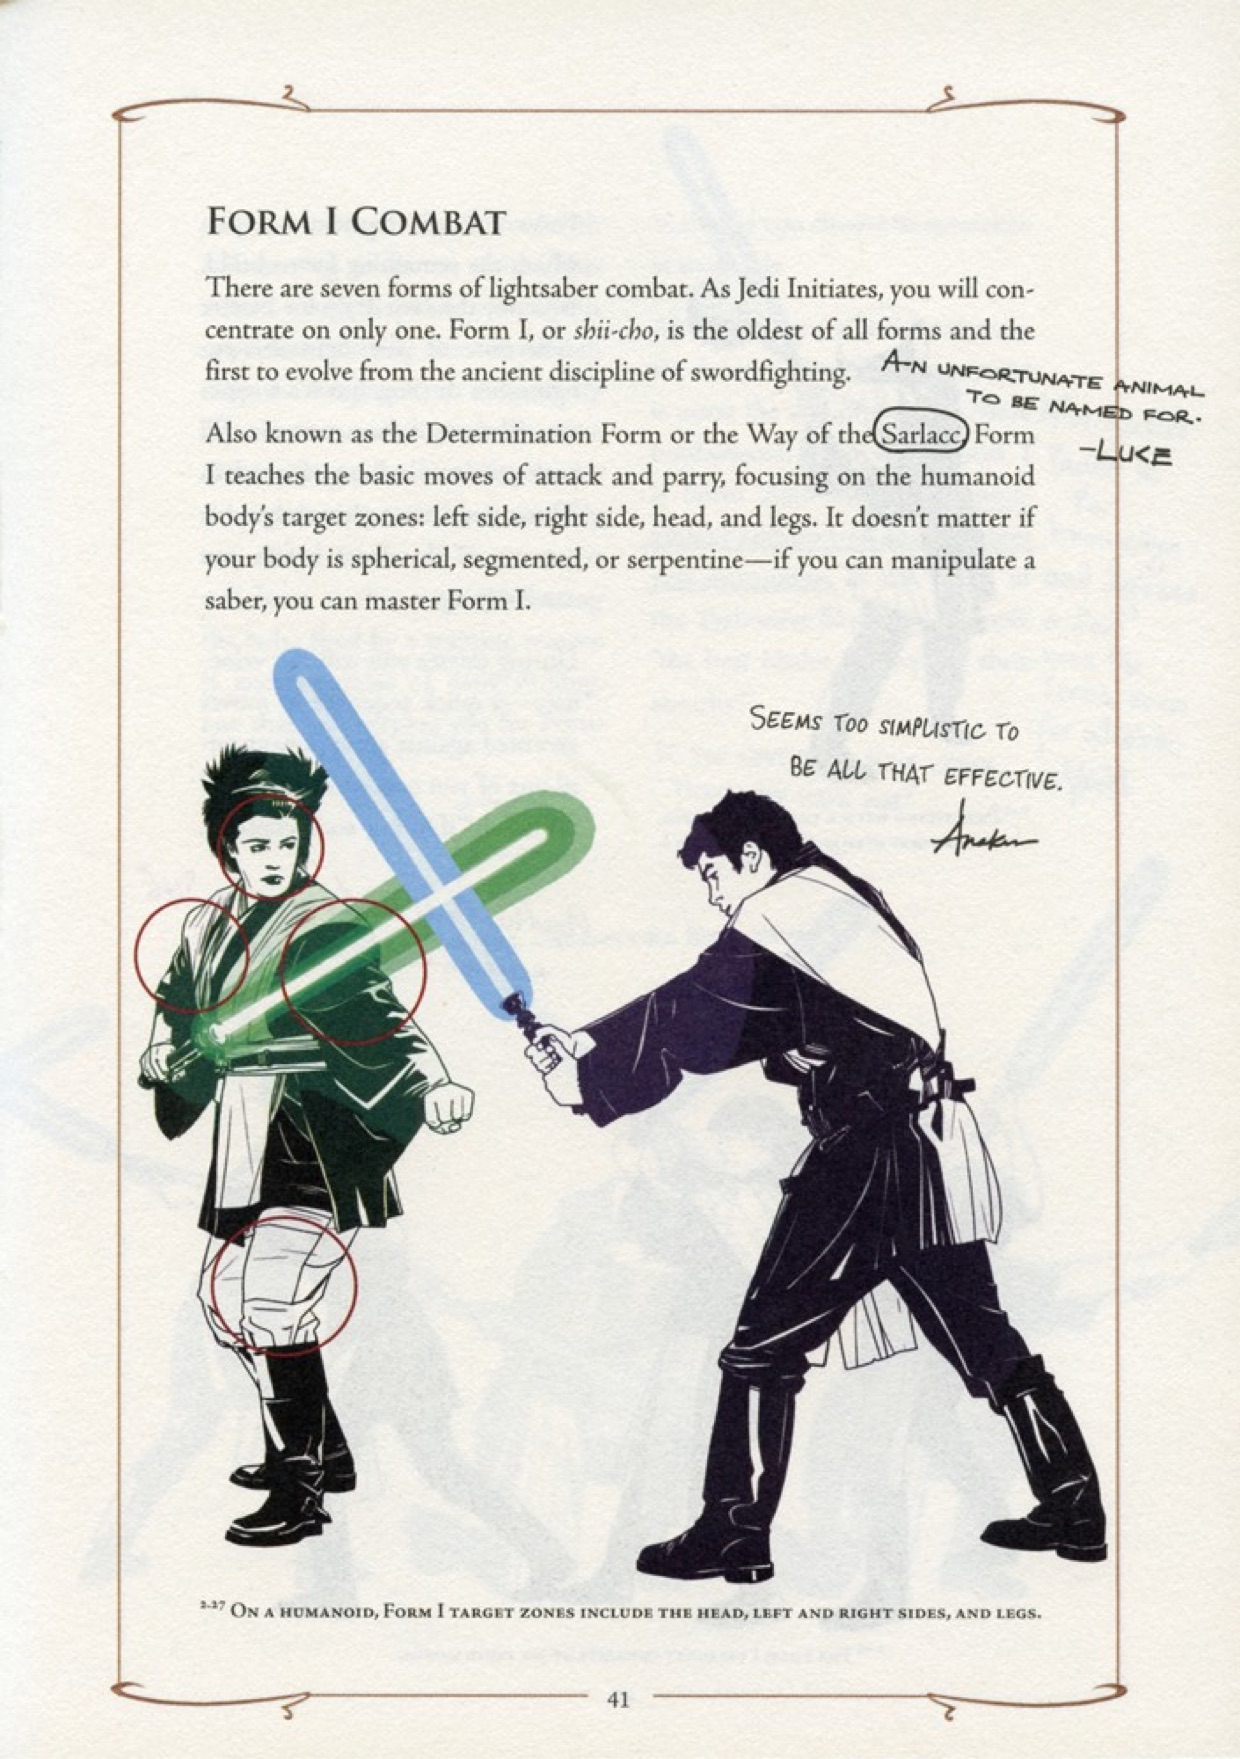 FORM I COMBAT
There are seven forms of lightsaber combat. As Jedi Initiates, you will con-
centrate on only one. Form I, or shii-cho, is the oldest of all forms and the
first to evolve from the ancient discipline of swordfighting.
AN UNFORTUNATE ANIMAL
TO BE NAMED FOR.
-LUKE
Also known as the Determination Form or the Way of the Sarlacc, Form
I teaches the basic moves of attack and parry, focusing on the humanoid
body's target zones: left side, right side, head, and legs. It doesn't matter if
your body is spherical, segmented, or serpentine—if you can manipulate a
saber, you can master Form I.
SEEMS TOO SIMPLISTIC TO
BE ALL THAT EFFECTIVE.
Anakin
2-27 ON A HUMANOID, FORM I TARGET ZONES INCLUDE THE HEAD, LEFT AND RIGHT SIDES, AND LEGS.
41